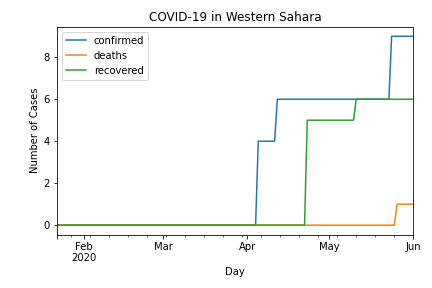 COVID-19 in Western Sahara
confirmed
deaths
recovered
Number of Cases
8
6
4
2
0
Feb Mar Apr May Jun
2020
Day